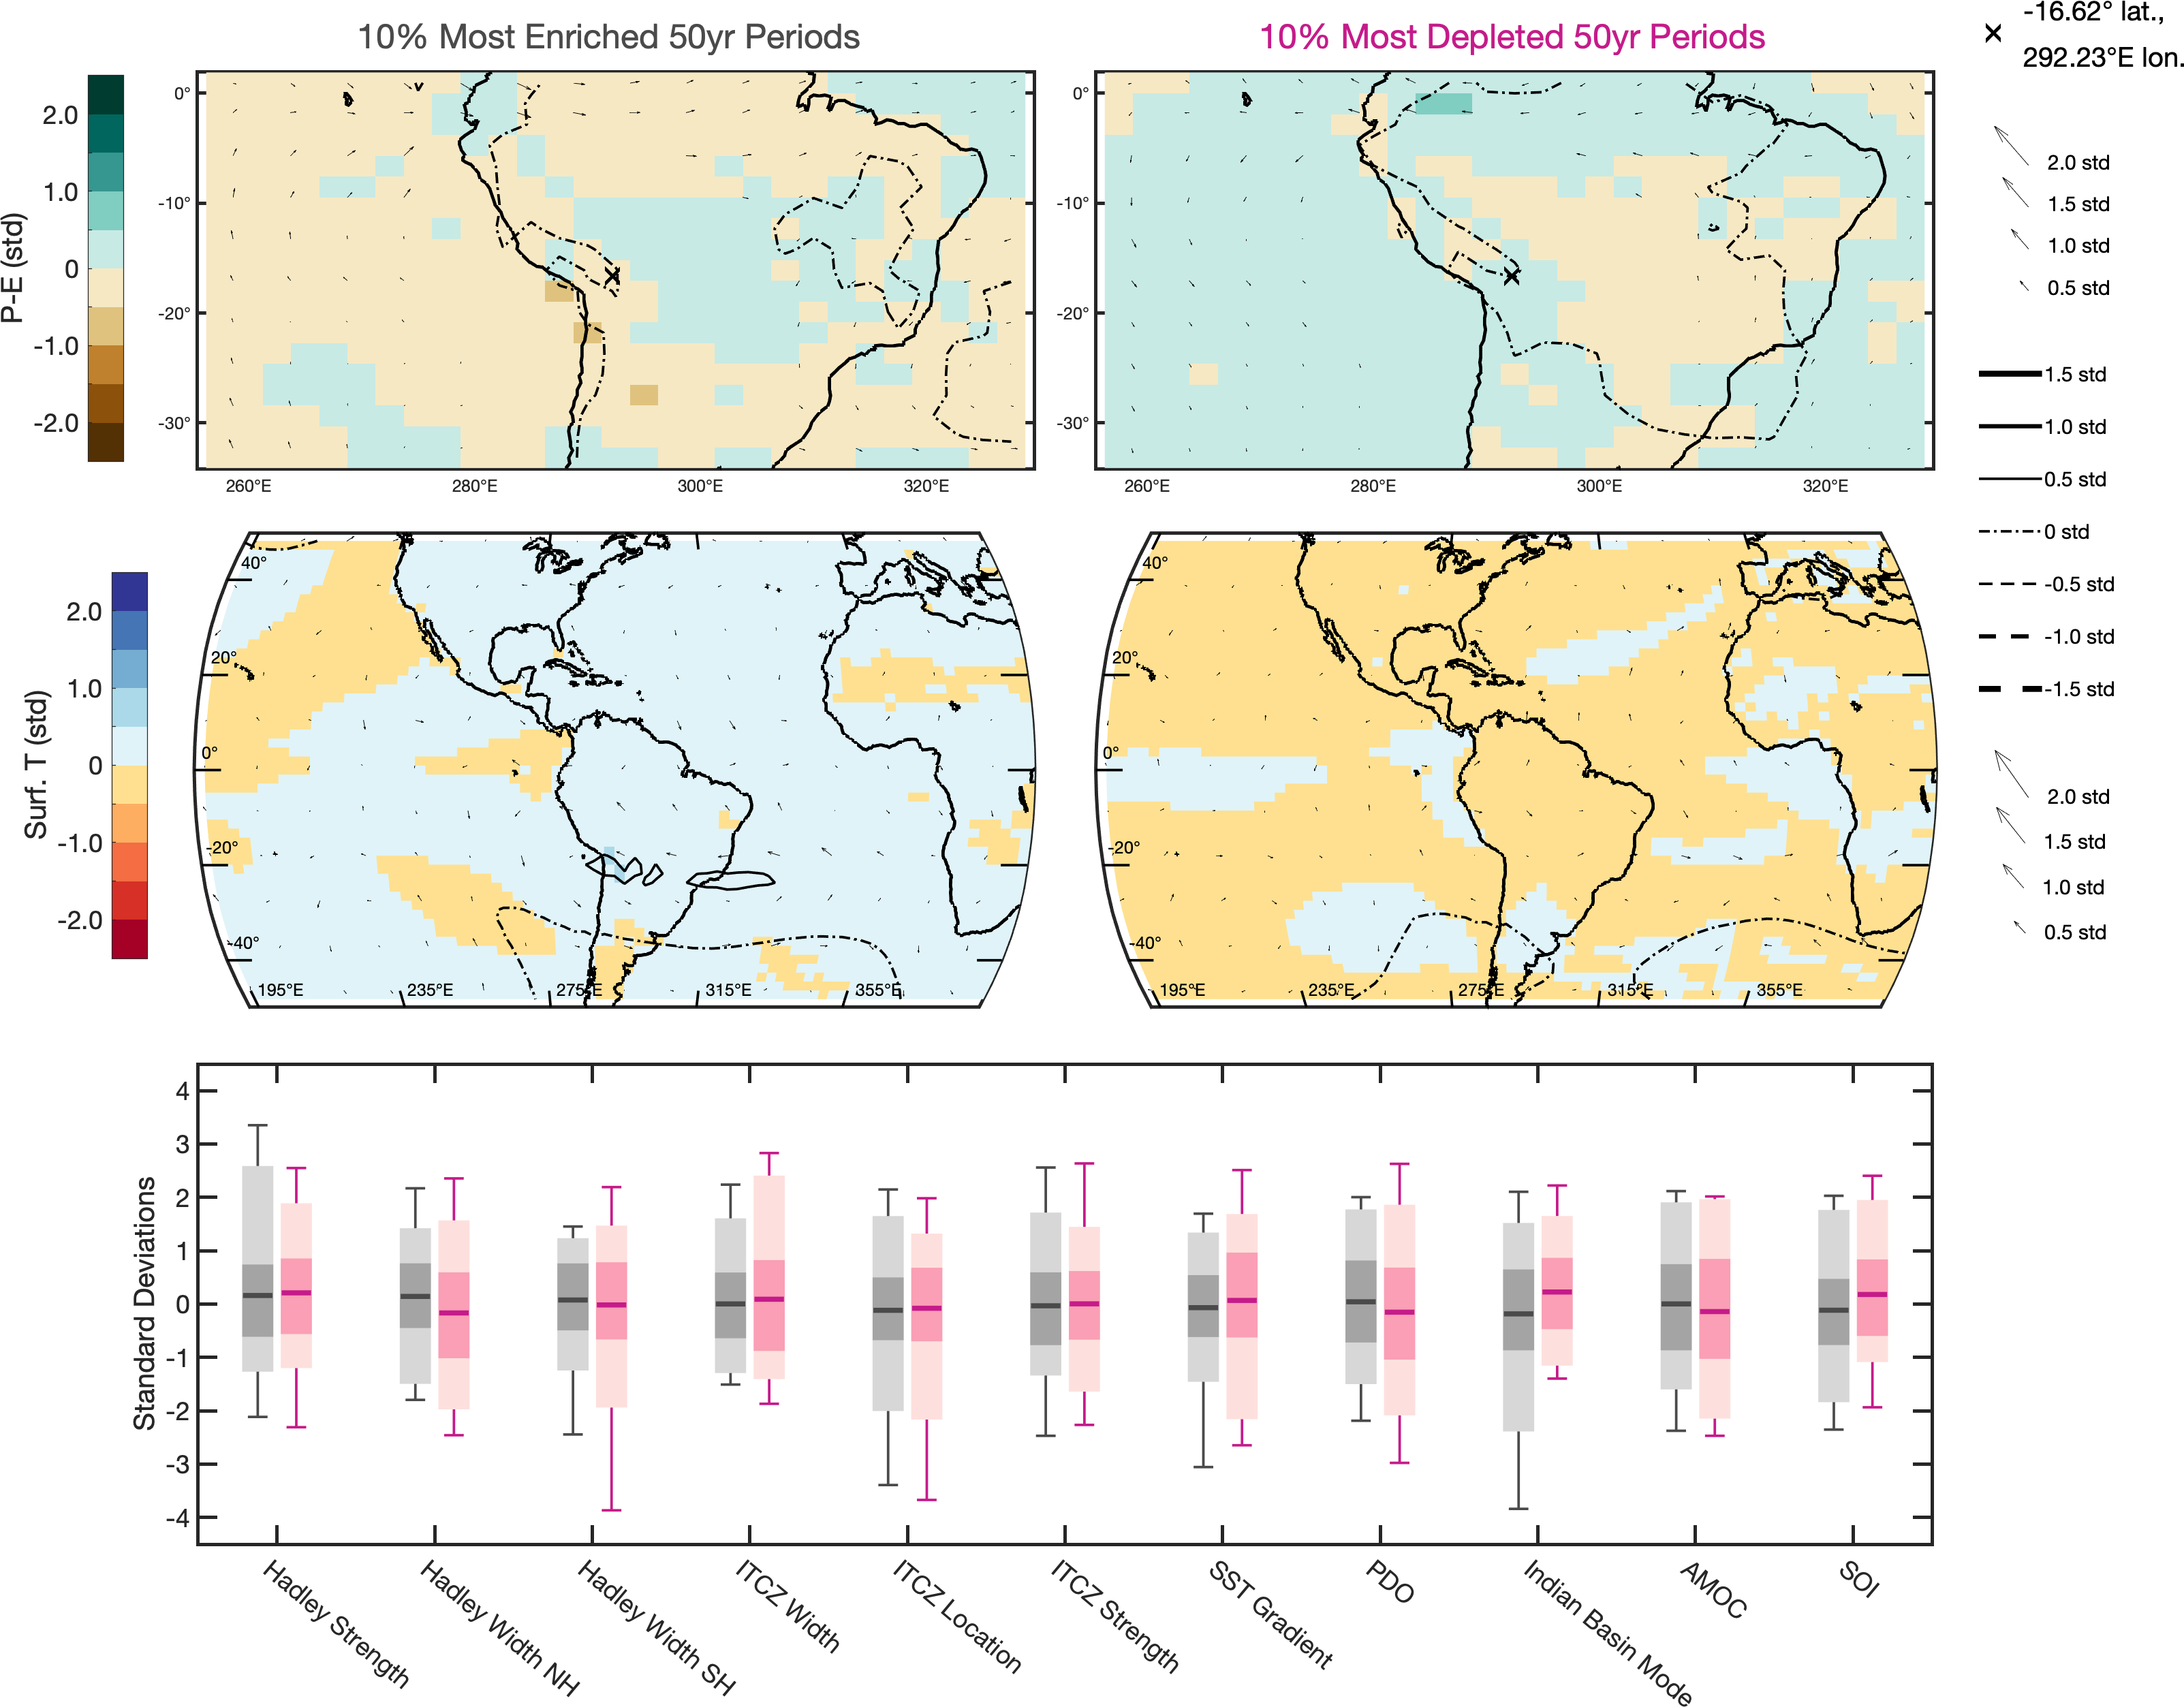 10% Most Enriched 50yr Periods
10% Most Depleted 50yr Periods
-16.62° lat.,
292.23°E lon.
P-E (std)
2.0
1.0
0
-1.0
-2.0
0°
-10°
-20°
-30°
260°E
280°E
300°E
320°E
0°
-10°
-20°
-30°
260°E
280°E
300°E
320°E
2.0 std
1.5 std
1.0 std
0.5 std
1.5 std
1.0 std
0.5 std
0 std
-0.5 std
-1.0 std
-1.5 std
Surf. T (std)
2.0
1.0
0
-1.0
-2.0
40°
20°
0°
-20°
-40°
195°E
235°E
275°E
315°E
355°E
40°
20°
0°
-20°
-40°
195°E
235°E
275°E
315°E
355°E
2.0 std
1.5 std
1.0 std
0.5 std
Standard Deviations
4
3
2
1
0
-1
-2
-3
-4
Hadley Strength
Hadley Width NH
Hadley Width SH
ITCZ Width
ITCZ Location
ITCZ Strength
SST Gradient
PDO
Indian Basin Mode
AMOC
SOI